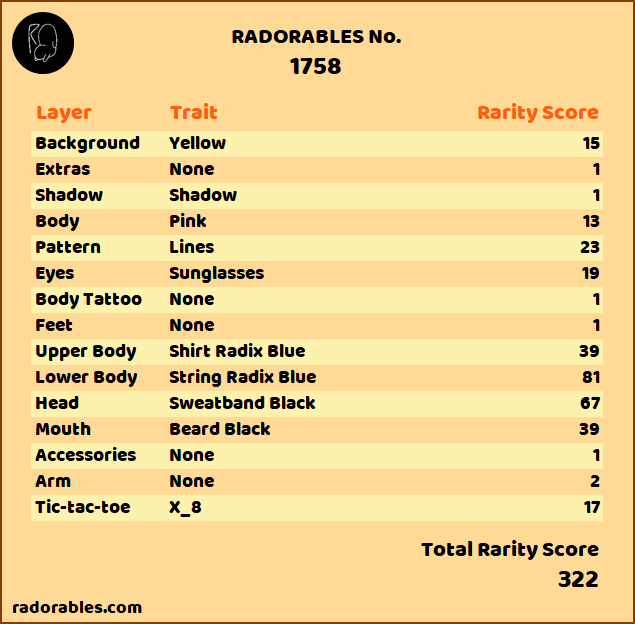 RADORABLES No.
1758
Layer Trait Rarity Score
Background Yellow 15
Extras None 1
Shadow Shadow 1
Body Pink 13
Pattern Lines 23
Eyes Sunglasses 19
Body Tattoo None 1
Feet None 1
Upper Body Shirt Radix Blue 39
Lower Body String Radix Blue 81
Head Sweatband Black 67
Mouth Beard Black 39
Accessories None 1
Arm None 2
Tic-tac-toe X_8 17
Total Rarity Score
322
radorables.com